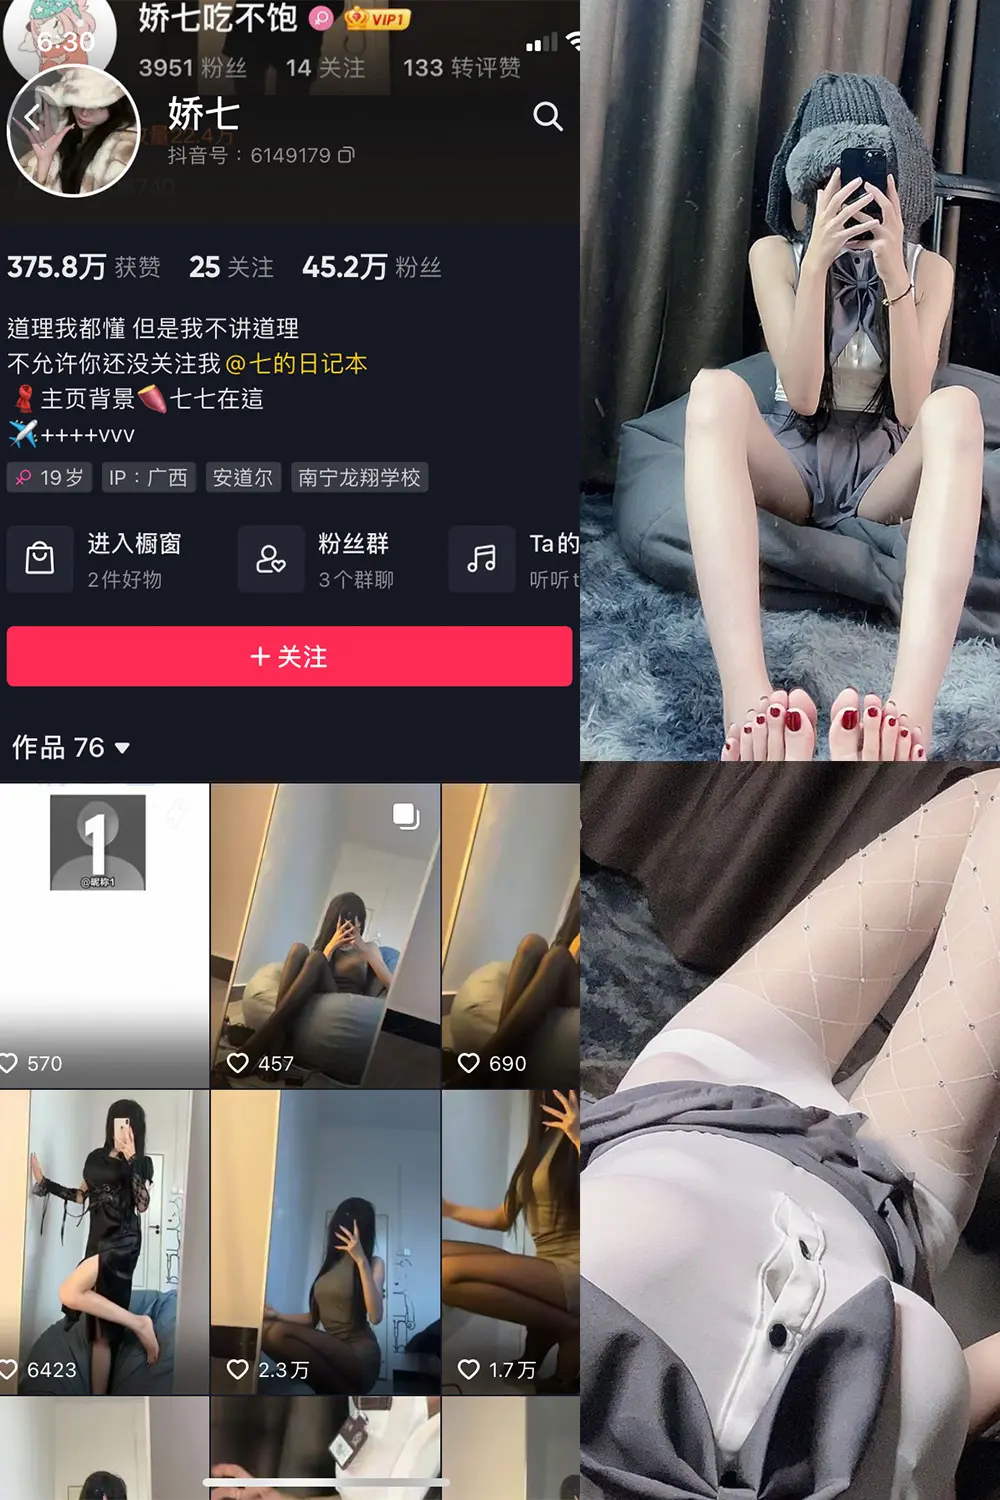 娇七吃不饱 VIP1
6:30
3951 粉丝 14 关注 133 转评赞
娇七
抖音号：6149179
375.8万 获赞 25 关注 45.2万 粉丝
道理我都懂 但是我不讲道理
不允许你还没关注我 @七的日记本
🧣主页背景🍠七七在這
✈️++++vvv
19岁 IP：广西 安道尔 南宁龙翔学校
进入橱窗
2件好物
粉丝群
3个群聊
Ta的
听听
+ 关注
作品 76
1
@昵称1
570
457
690
6423
2.3万
1.7万